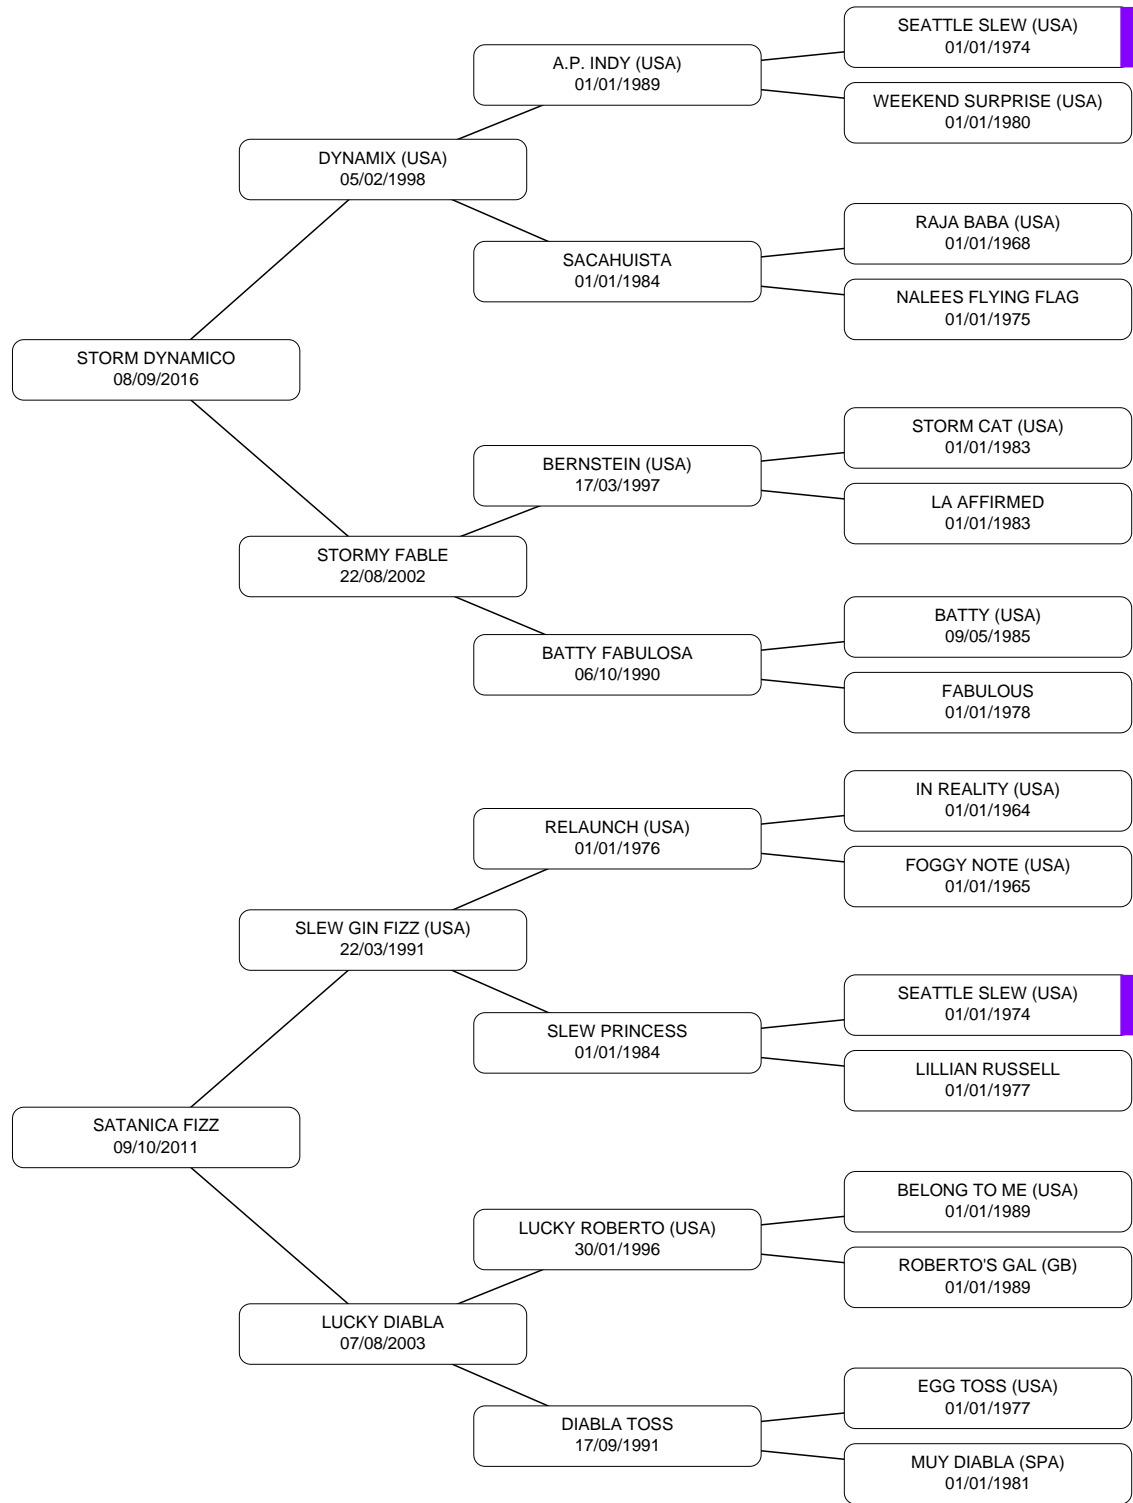 SEATTLE SLEW (USA)
01/01/1974
A.P. INDY (USA)
01/01/1989
WEEKEND SURPRISE (USA)
01/01/1980
DYNAMIX (USA)
05/02/1998
RAJA BABA (USA)
01/01/1968
SACAHUISTA
01/01/1984
NALEES FLYING FLAG
01/01/1975
STORM DYNAMICO
08/09/2016
STORM CAT (USA)
01/01/1983
BERNSTEIN (USA)
17/03/1997
LA AFFIRMED
01/01/1983
STORMY FABLE
22/08/2002
BATTY (USA)
09/05/1985
BATTY FABULOSA
06/10/1990
FABULOUS
01/01/1978
IN REALITY (USA)
01/01/1964
RELAUNCH (USA)
01/01/1976
FOGGY NOTE (USA)
01/01/1965
SLEW GIN FIZZ (USA)
22/03/1991
SEATTLE SLEW (USA)
01/01/1974
SLEW PRINCESS
01/01/1984
LILLIAN RUSSELL
01/01/1977
SATANICA FIZZ
09/10/2011
BELONG TO ME (USA)
01/01/1989
LUCKY ROBERTO (USA)
30/01/1996
ROBERTO'S GAL (GB)
01/01/1989
LUCKY DIABLA
07/08/2003
EGG TOSS (USA)
01/01/1977
DIABLA TOSS
17/09/1991
MUY DIABLA (SPA)
01/01/1981